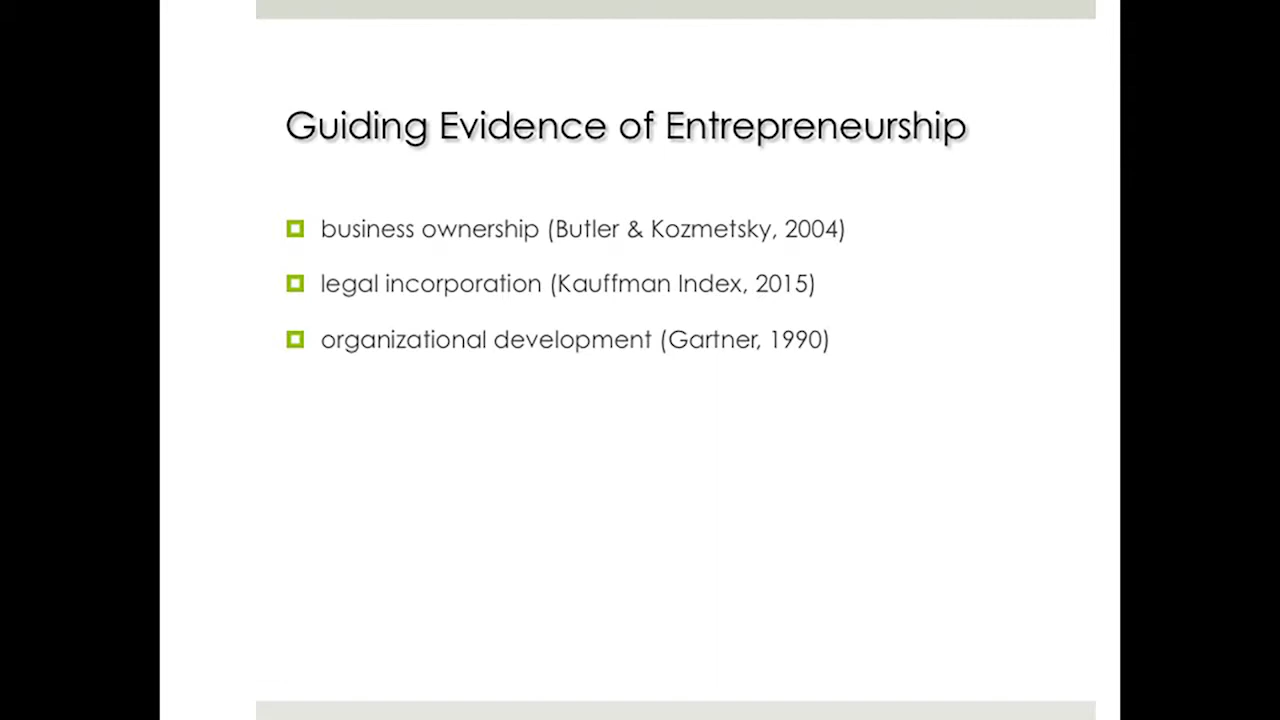 Guiding Evidence of Entrepreneurship
business ownership (Butler & Kozmetsky, 2004)
legal incorporation (Kauffman Index, 2015)
organizational development (Gartner, 1990)